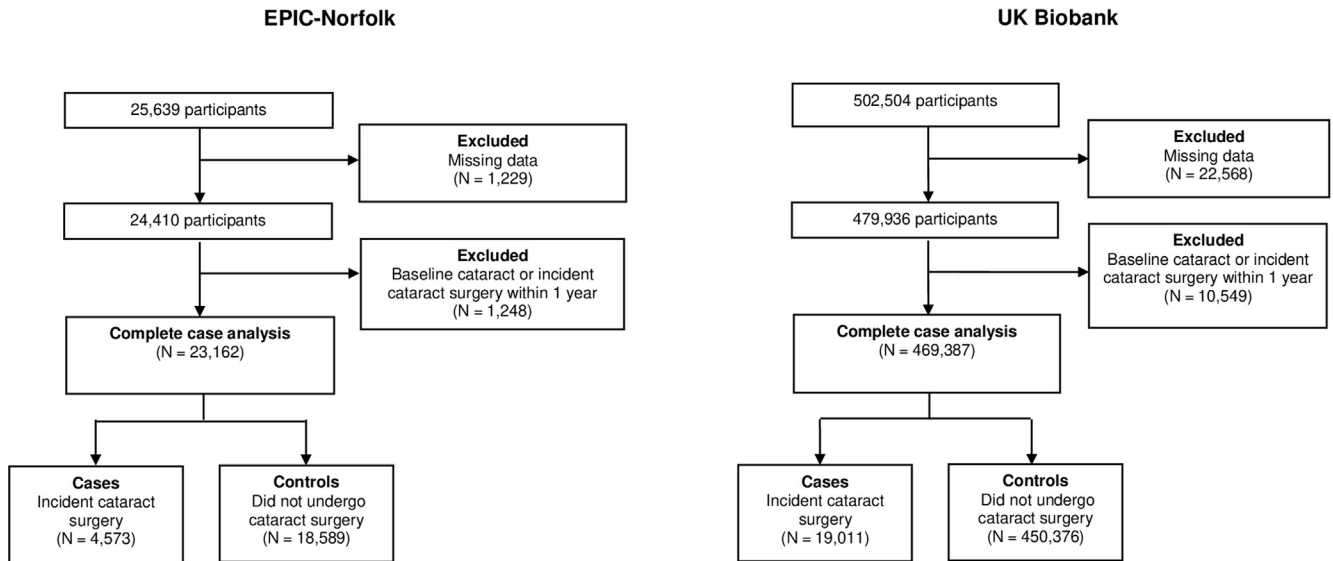 EPIC-Norfolk
25,639 participants
Excluded
Missing data
(N = 1,229)
24,410 participants
Excluded
Baseline cataract or incident
cataract surgery within 1 year
(N = 1,248)
Complete case analysis
(N = 23,162)
Cases
Incident cataract
surgery
(N = 4,573)
Controls
Did not undergo
cataract surgery
(N = 18,589)
UK Biobank
502,504 participants
Excluded
Missing data
(N = 22,568)
479,936 participants
Excluded
Baseline cataract or incident
cataract surgery within 1 year
(N = 10,549)
Complete case analysis
(N = 469,387)
Cases
Incident cataract
surgery
(N = 19,011)
Controls
Did not undergo
cataract surgery
(N = 450,376)